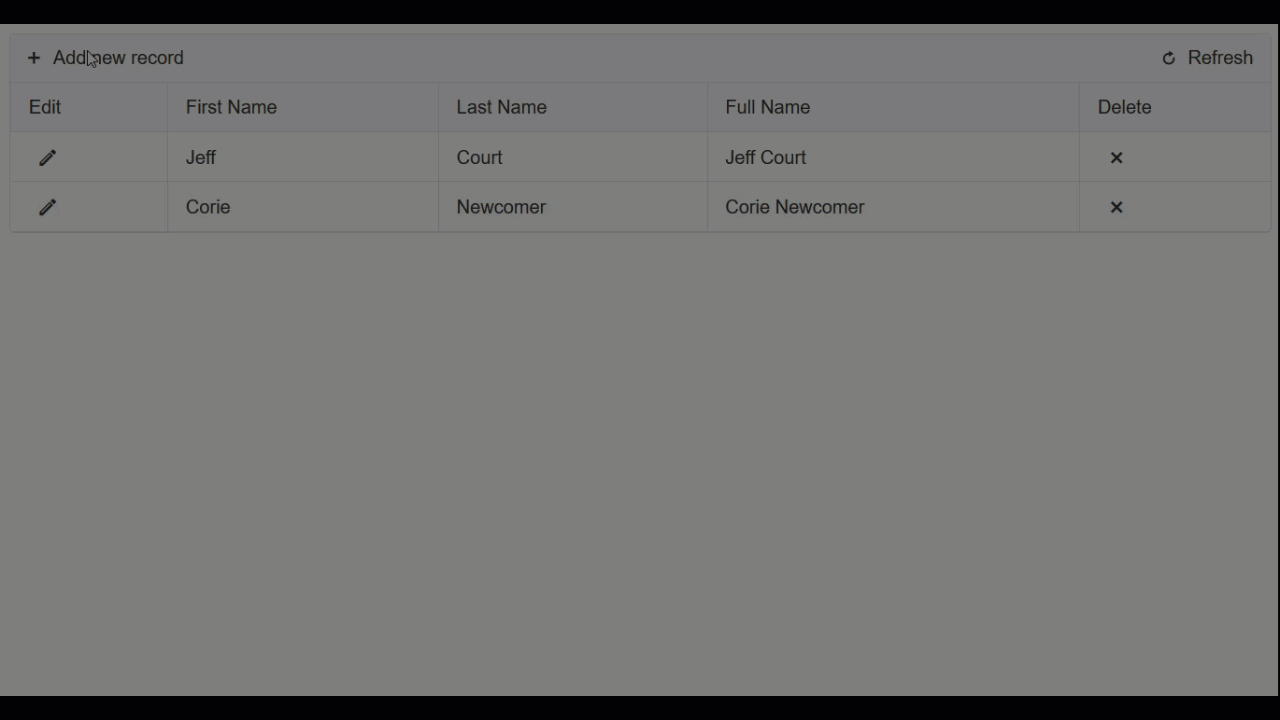 Add new record Refresh
Edit First Name Last Name Full Name Delete
Jeff Court Jeff Court
Corie Newcomer Corie Newcomer